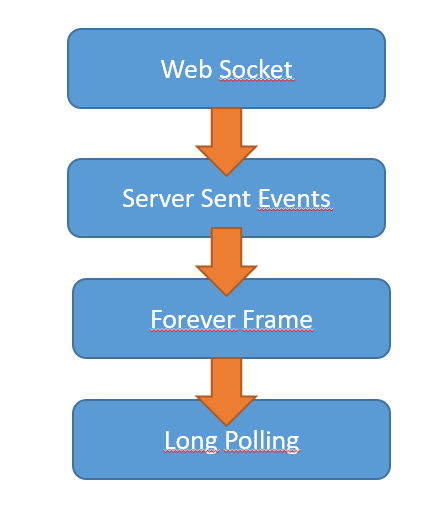 Web Socket
Server Sent Events
Forever Frame
Long Polling